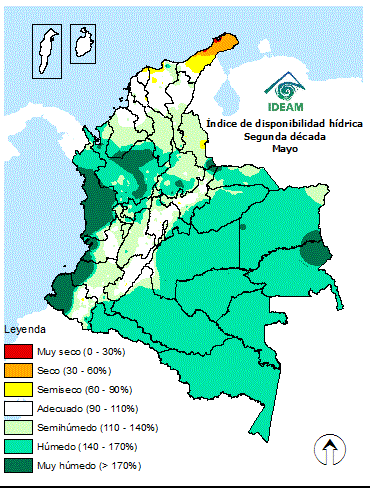 IDEAM
Índice de disponibilidad hídrica
Segunda década
Mayo
Leyenda
Muy seco (0 - 30%)
Seco (30 - 60%)
Semiseco (60 - 90%)
Adecuado (90 - 110%)
Semihúmedo (110 - 140%)
Húmedo (140 - 170%)
Muy húmedo (> 170%)